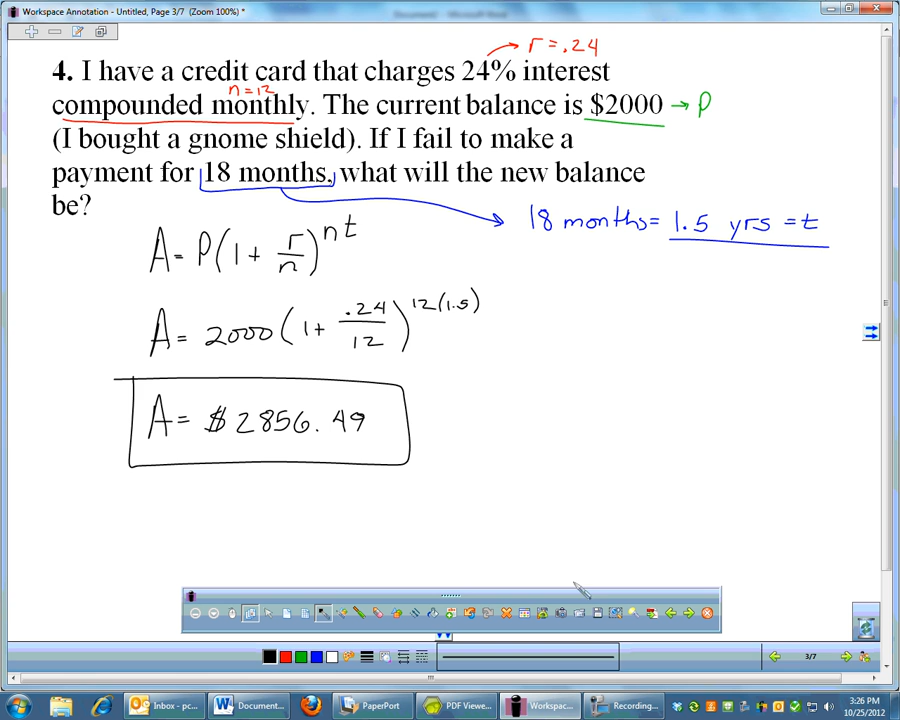 Workspace Annotation - Untitled, Page 3/7 (Zoom 100%) *
r = .24
4. I have a credit card that charges 24% interest
n=12
compounded monthly. The current balance is $2000 → P
(I bought a gnome shield). If I fail to make a
payment for 18 months, what will the new balance
be?
18 months = 1.5 yrs = t
A = P(1 + r/n)^nt
A = 2000(1 + .24/12)^12(1.5)
A = $2856.49
3/7
Inbox - pc...
Document...
PaperPort
PDF Viewe...
Workspac...
Recording...
3:26 PM
10/25/2012